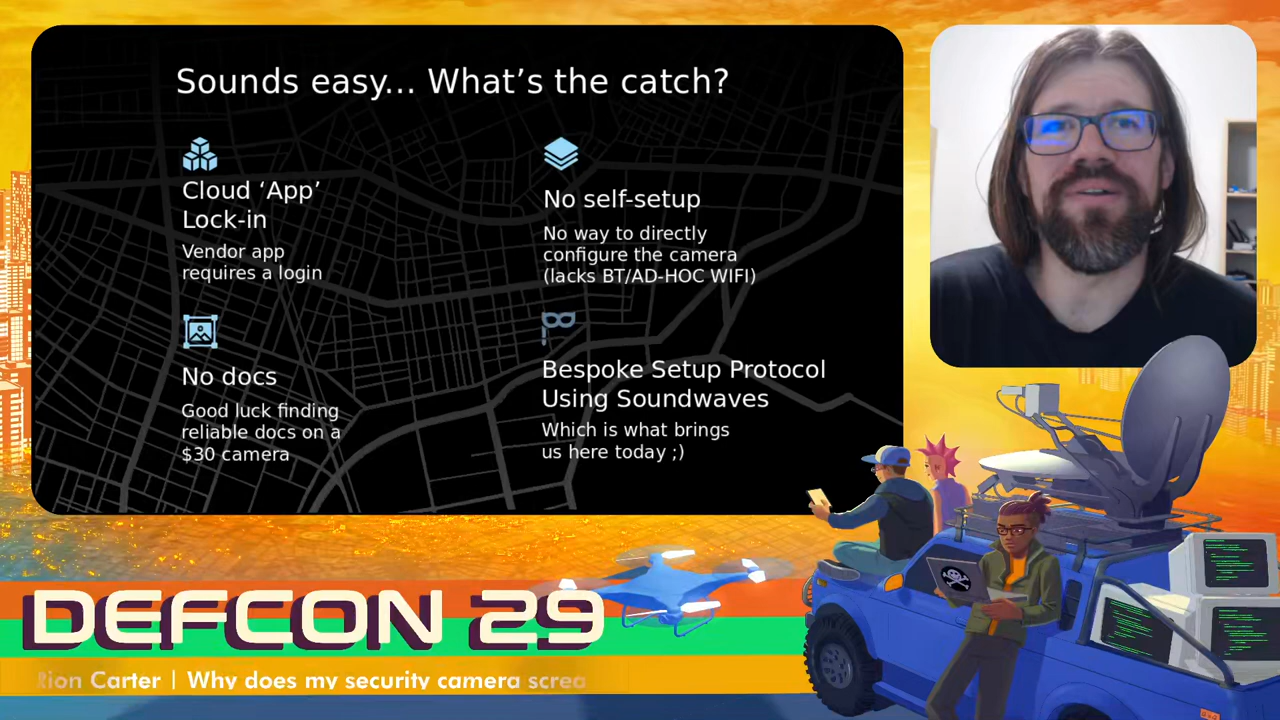 Sounds easy... What's the catch?
Cloud ‘App’
Lock-in
Vendor app
requires a login
No self-setup
No way to directly
configure the camera
(lacks BT/AD-HOC WIFI)
No docs
Good luck finding
reliable docs on a
$30 camera
Bespoke Setup Protocol
Using Soundwaves
Which is what brings
us here today ;)
DEFCON 29
Rion Carter | Why does my security camera screa